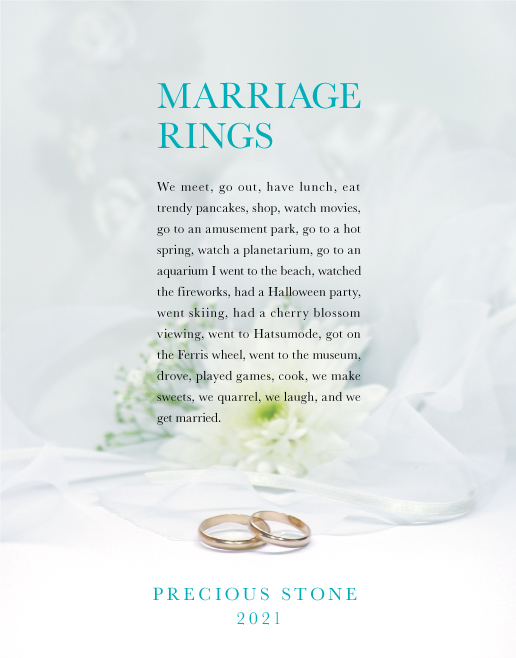 MARRIAGE
RINGS
We meet, go out, have lunch, eat
trendy pancakes, shop, watch movies,
go to an amusement park, go to a hot
spring, watch a planetarium, go to an
aquarium I went to the beach, watched
the fireworks, had a Halloween party,
went skiing, had a cherry blossom
viewing, went to Hatsumode, got on
the Ferris wheel, went to the museum,
drove, played games, cook, we make
sweets, we quarrel, we laugh, and we
get married.
PRECIOUS STONE
2021